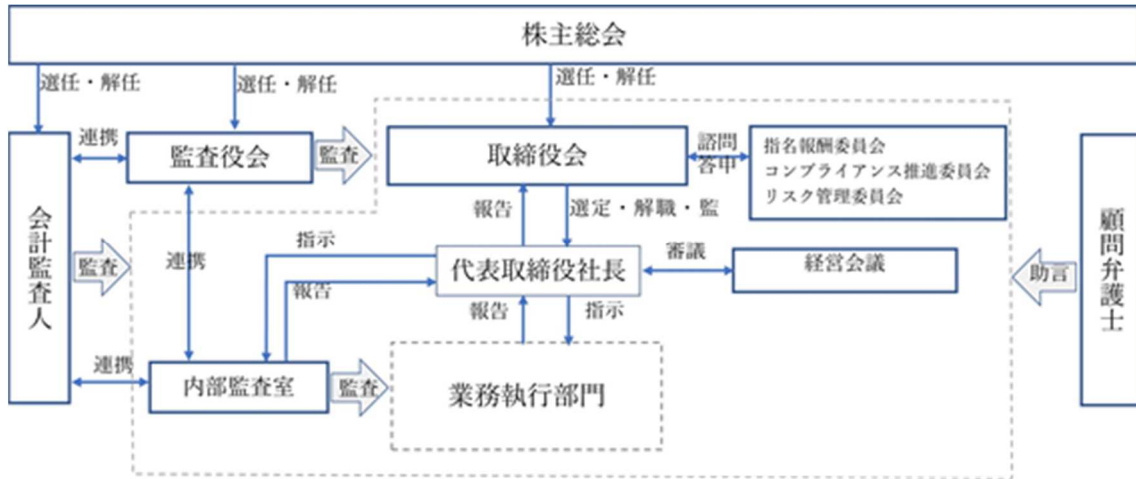 株主総会
選任・解任
選任・解任
選任・解任
連携
監査役会
監査
取締役会
諮問
答申
指名報酬委員会
コンプライアンス推進委員会
リスク管理委員会
会計監査人
監査
連携
報告
選定・解職・監
指示
代表取締役社長
審議
経営会議
助言
顧問弁護士
報告
報告
指示
連携
内部監査室
監査
業務執行部門